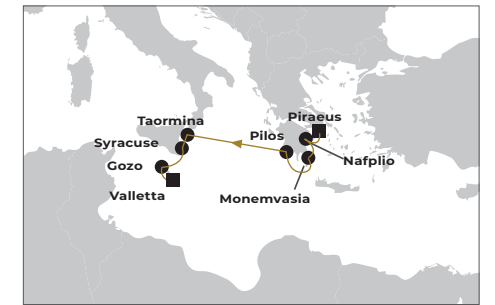 Taormina
Piraeus
Pilos
Syracuse
Nafplio
Gozo
Valletta
Monemvasia